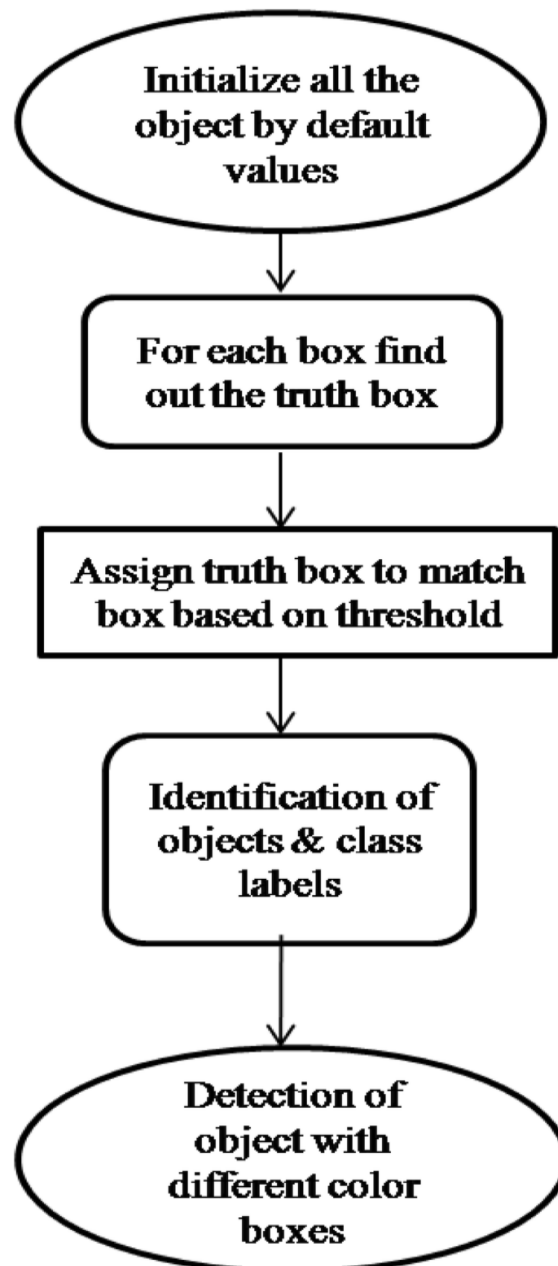 Initialize all the
object by default
values
For each box find
out the truth box
Assign truth box to match
box based on threshold
Identification of
objects & class
labels
Detection of
object with
different color
boxes